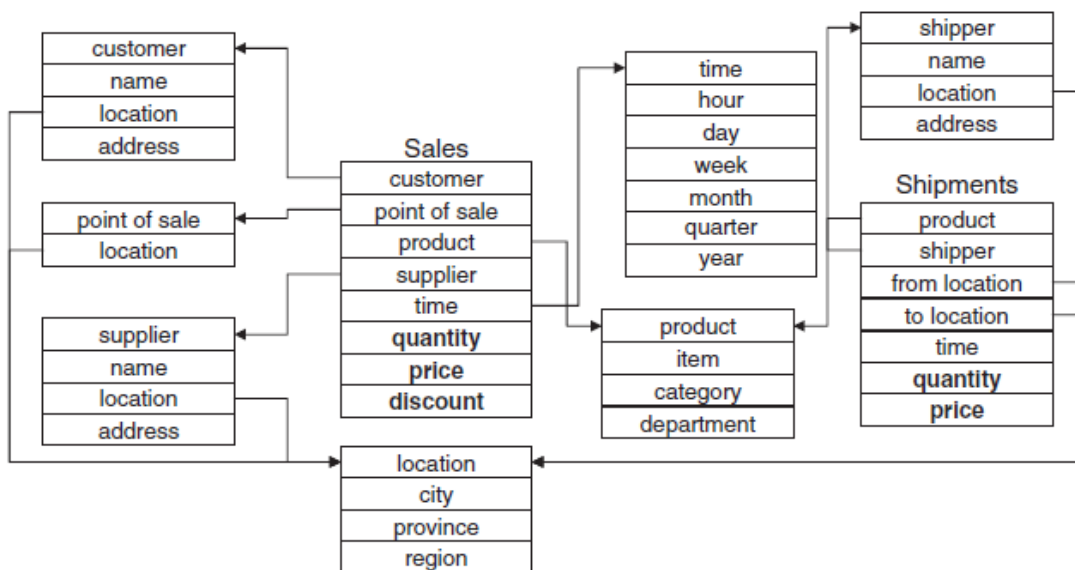 customer
name
location
address
point of sale
location
supplier
name
location
address
Sales
customer
point of sale
product
supplier
time
quantity
price
discount
location
city
province
region
time
hour
day
week
month
quarter
year
product
item
category
department
shipper
name
location
address
Shipments
product
shipper
from location
to location
time
quantity
price